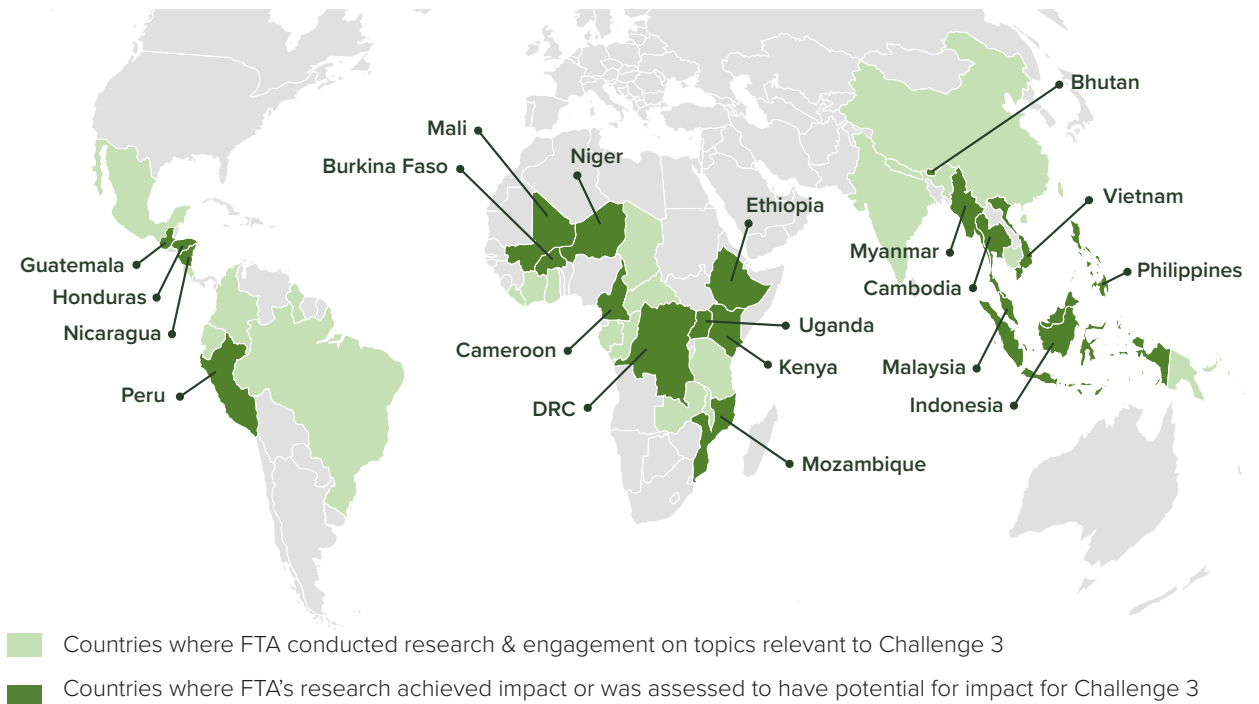 Bhutan
Mali
Niger
Burkina Faso
Vietnam
Ethiopia
Myanmar
Guatemala
Philippines
Cambodia
Honduras
Uganda
Nicaragua
Cameroon
Kenya
Malaysia
Peru
Indonesia
DRC
Mozambique
Countries where FTA conducted research & engagement on topics relevant to Challenge 3
Countries where FTA's research achieved impact or was assessed to have potential for impact for Challenge 3